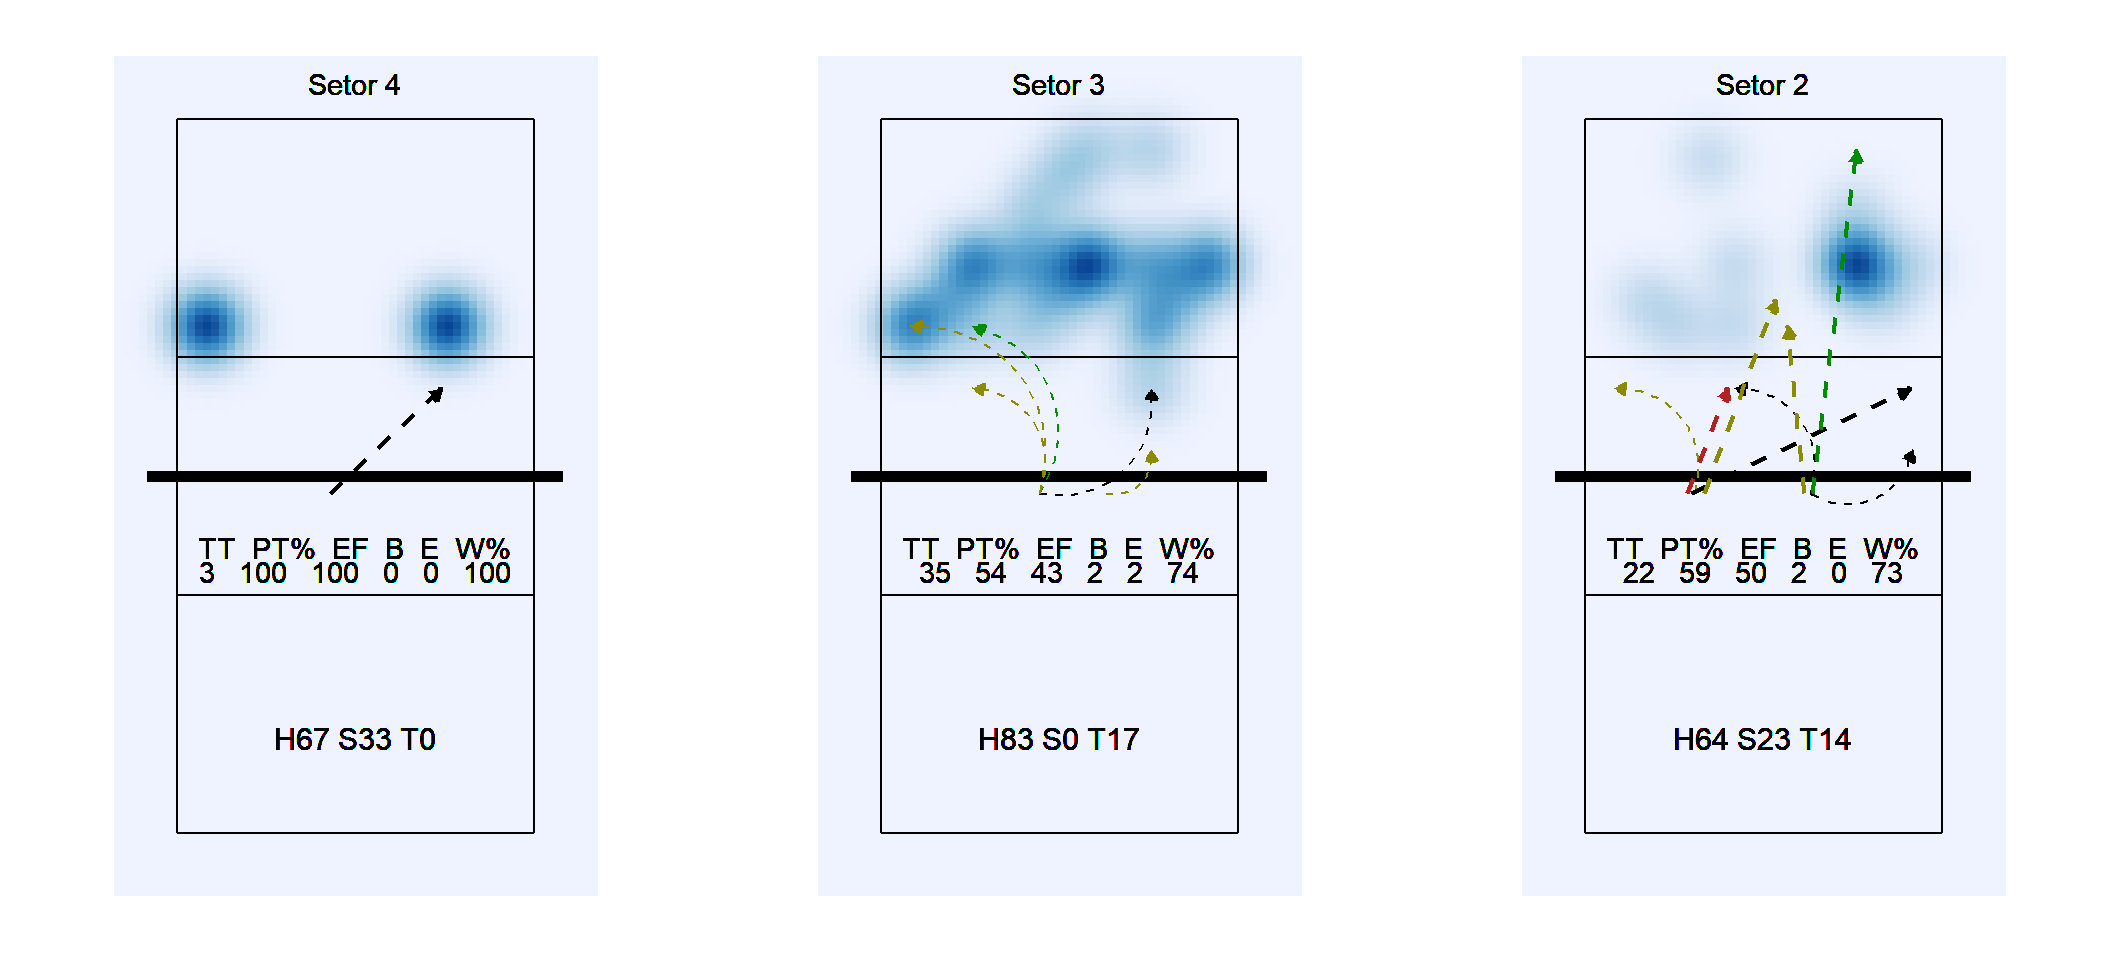 Setor 4
TT PT% EF B E W%
3 100 100 0 0 100
H67 S33 T0
Setor 3
TT PT% EF B E W%
35 54 43 2 2 74
H83 S0 T17
Setor 2
TT PT% EF B E W%
22 59 50 2 0 73
H64 S23 T14